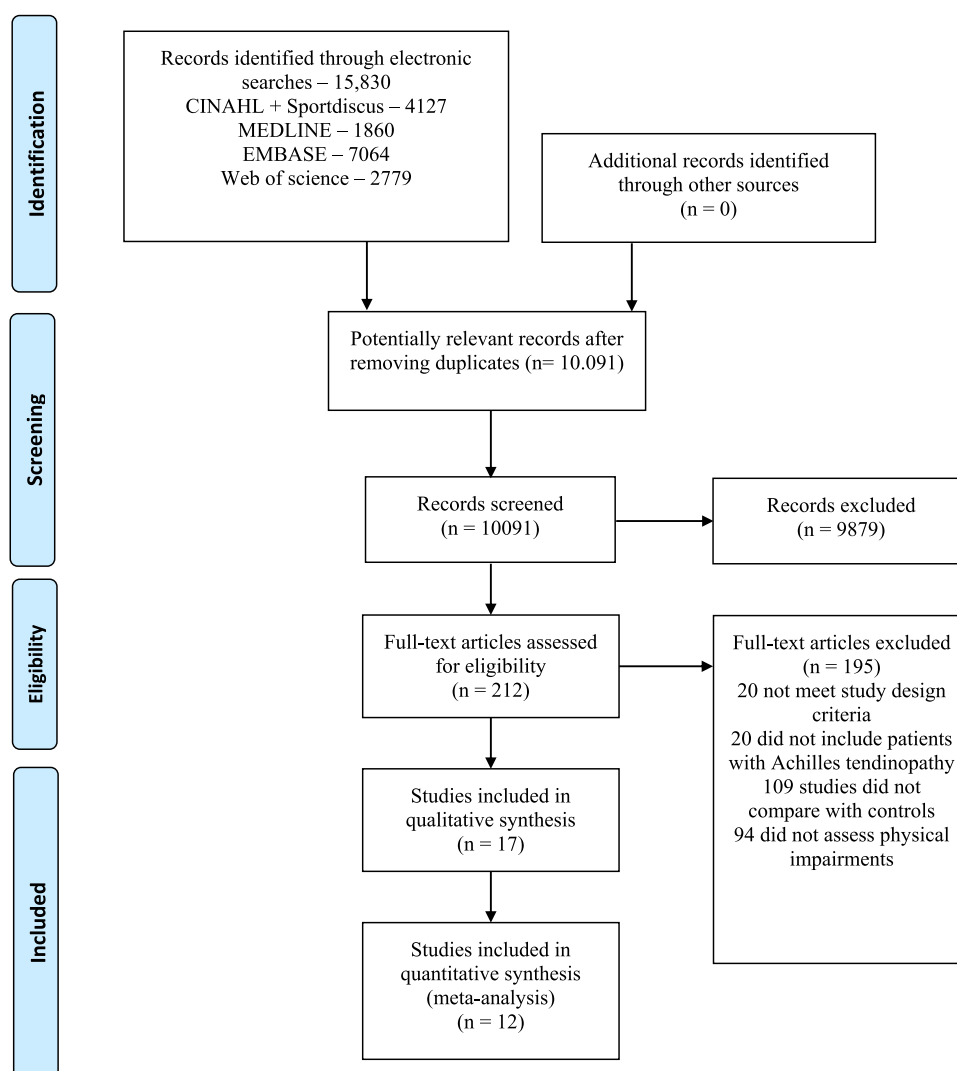 Identification
Records identified through electronic
searches – 15,830
CINAHL + Sportdiscus - 4127
MEDLINE – 1860
EMBASE – 7064
Web of science – 2779
Additional records identified
through other sources
(n = 0)
Screening
Potentially relevant records after
removing duplicates (n= 10.091)
Records screened
(n = 10091)
Records excluded
(n = 9879)
Eligibility
Full-text articles assessed
for eligibility
(n = 212)
Full-text articles excluded
(n = 195)
20 not meet study design
criteria
20 did not include patients
with Achilles tendinopathy
109 studies did not
compare with controls
94 did not assess physical
impairments
Included
Studies included in
qualitative synthesis
(n = 17)
Studies included in
quantitative synthesis
(meta-analysis)
(n = 12)